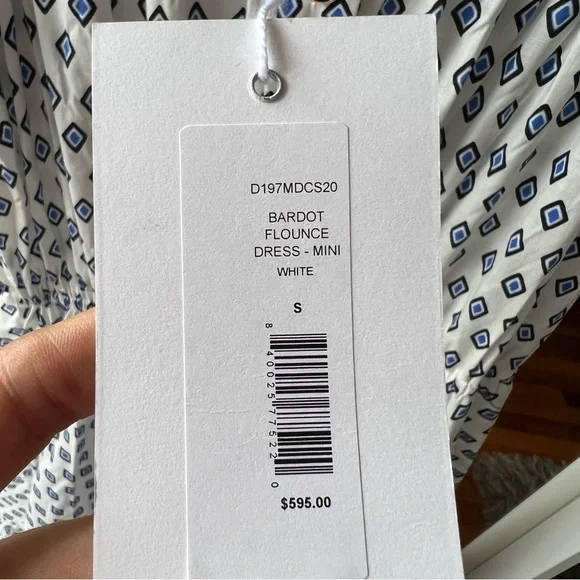 D197MDCS20
BARDOT
FLOUNCE
DRESS - MINI
WHITE
S
8 40025 77522 0
$595.00